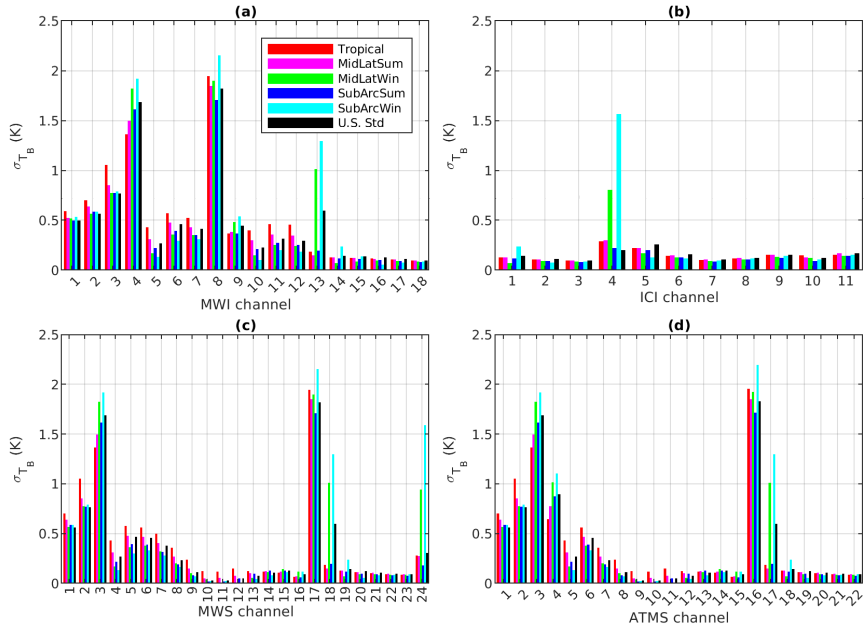 (a)
2.5
2
1.5
1
0.5
0
σT_B (K)
Tropical
MidLatSum
MidLatWin
SubArcSum
SubArcWin
U.S. Std
1 2 3 4 5 6 7 8 9 10 11 12 13 14 15 16 17 18
MWI channel
(b)
2.5
2
1.5
1
0.5
0
σT_B (K)
1 2 3 4 5 6 7 8 9 10 11
ICI channel
(c)
2.5
2
1.5
1
0.5
0
σT_B (K)
1 2 3 4 5 6 7 8 9 10 11 12 13 14 15 16 17 18 19 20 21 22 23 24
MWS channel
(d)
2.5
2
1.5
1
0.5
0
σT_B (K)
1 2 3 4 5 6 7 8 9 10 11 12 13 14 15 16 17 18 19 20 21 22
ATMS channel